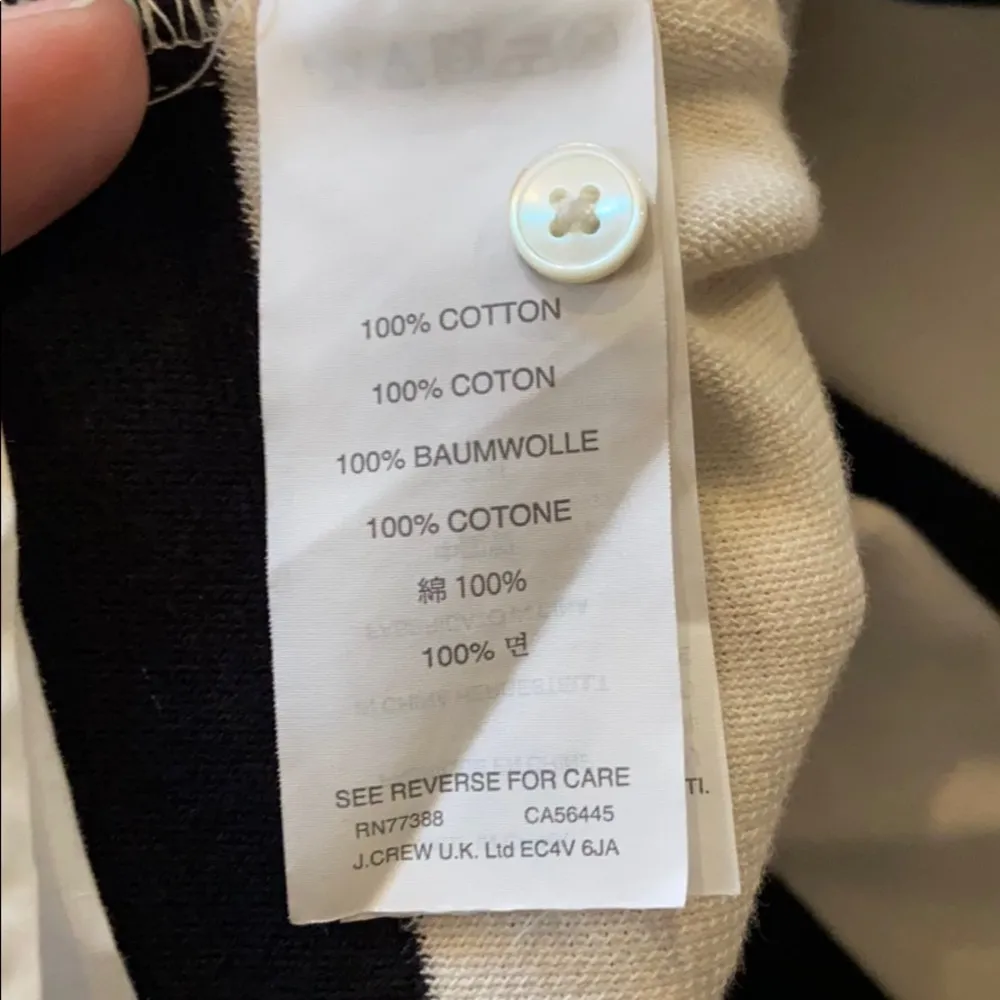 100% COTTON
100% COTON
100% BAUMWOLLE
100% COTONE
綿 100%
100% 면
SEE REVERSE FOR CARE
RN77388 CA56445
J.CREW U.K. Ltd EC4V 6JA
TI.